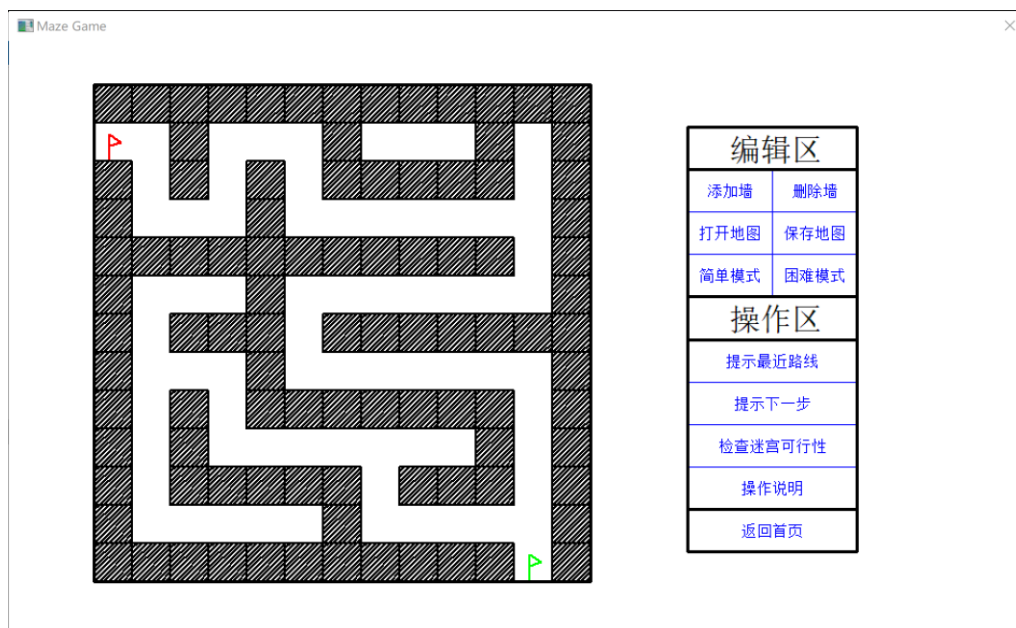 Maze Game
编辑区
添加墙 删除墙
打开地图 保存地图
简单模式 困难模式
操作区
提示最近路线
提示下一步
检查迷宫可行性
操作说明
返回首页